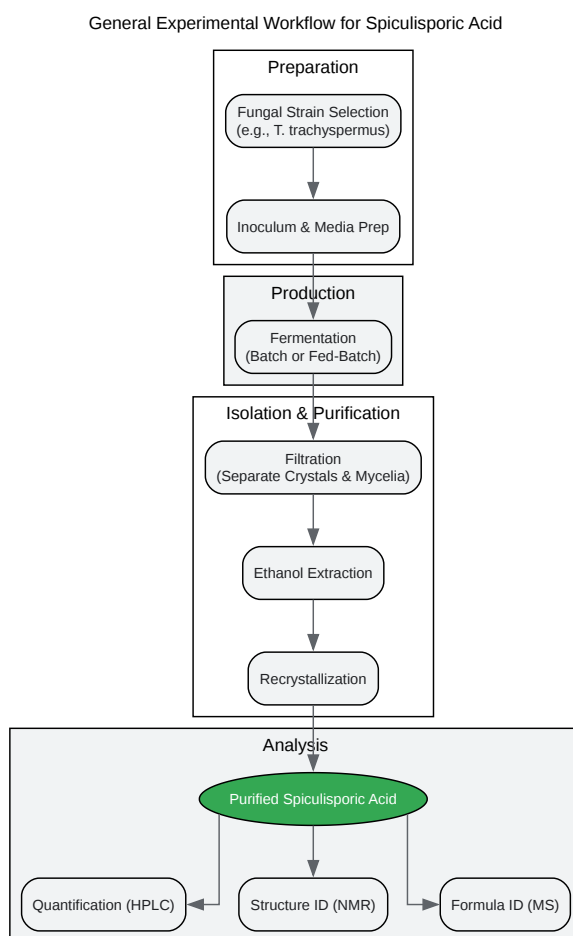 General Experimental Workflow for Spiculisporic Acid
Preparation
Fungal Strain Selection
(e.g., T. trachyspermus)
Inoculum & Media Prep
Production
Fermentation
(Batch or Fed-Batch)
Isolation & Purification
Filtration
(Separate Crystals & Mycelia)
Ethanol Extraction
Recrystallization
Analysis
Purified Spiculisporic Acid
Quantification (HPLC)
Structure ID (NMR)
Formula ID (MS)